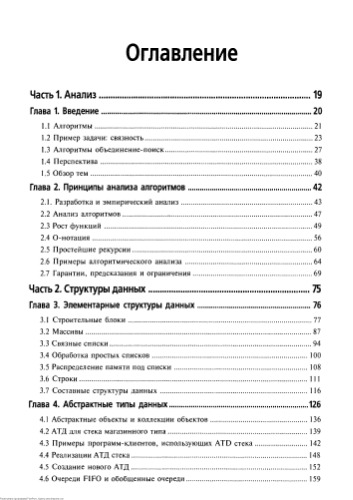 Оглавление
Часть 1. Анализ 19
Глава 1. Введение 20
1.1 Алгоритмы 21
1.2 Пример задачи: связность 23
1.3 Алгоритмы объединение-поиск 27
1.4 Перспектива 38
1.5 Обзор тем 40
Глава 2. Принципы анализа алгоритмов 42
2.1. Разработка и эмпирический анализ 43
2.2 Анализ алгоритмов 47
2.3 Рост функций 49
2.4 О-нотация 56
2.5 Простейшие рекурсии 60
2.6 Примеры алгоритмического анализа 64
2.7 Гарантии, предсказания и ограничения 69
Часть 2. Структуры данных 75
Глава 3. Элементарные структуры данных 76
3.1 Строительные блоки 77
3.2 Массивы 87
3.3 Связные списки 94
3.4 Обработка простых списков 100
3.5 Распределение памяти под списки 108
3.6 Строки 111
3.7 Составные структуры данных 116
Глава 4. Абстрактные типы данных 126
4.1 Абстрактные объекты и коллекции объектов 136
4.2 АТД для стека магазинного типа 139
4.3 Примеры программ-клиентов, использующих ATD стека 142
4.4 Реализации АТД стека 148
4.5 Создание нового АТД 152
4.6 Очереди FIFO и обобщенные очереди 159